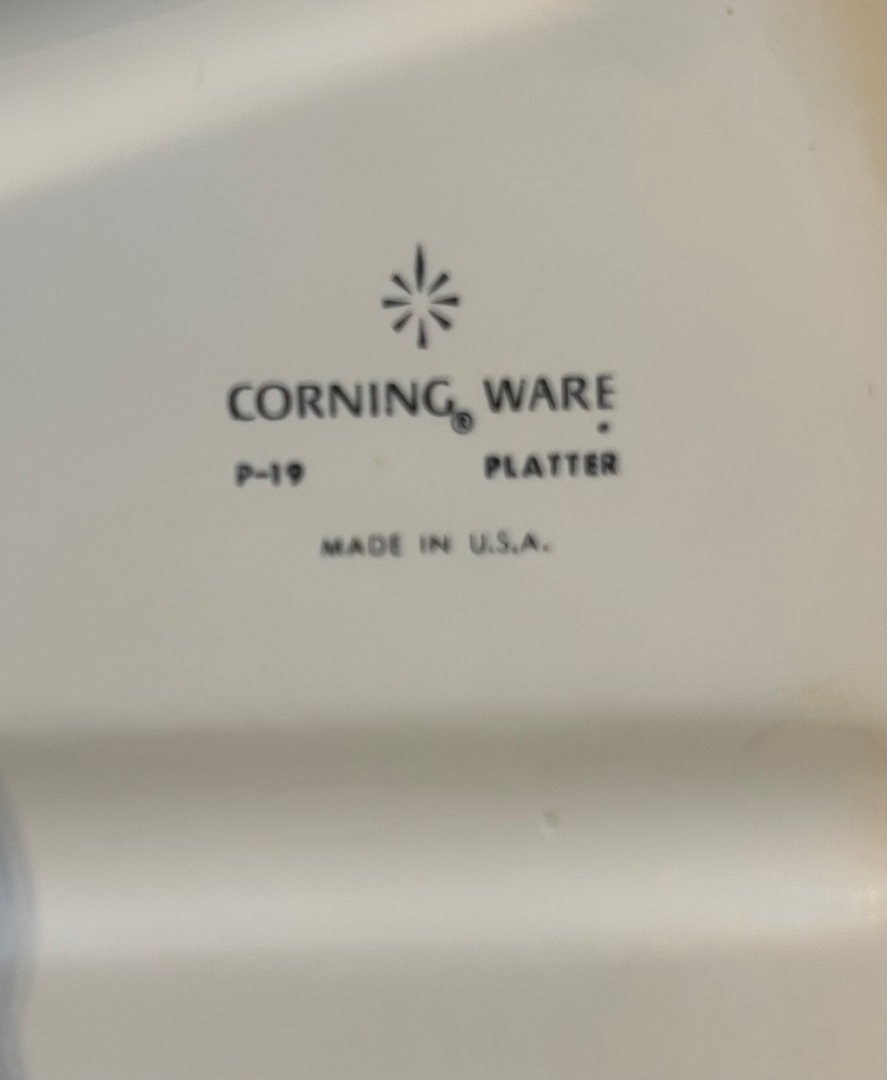 CORNING® WARE
P-19 PLATTER
MADE IN U.S.A.